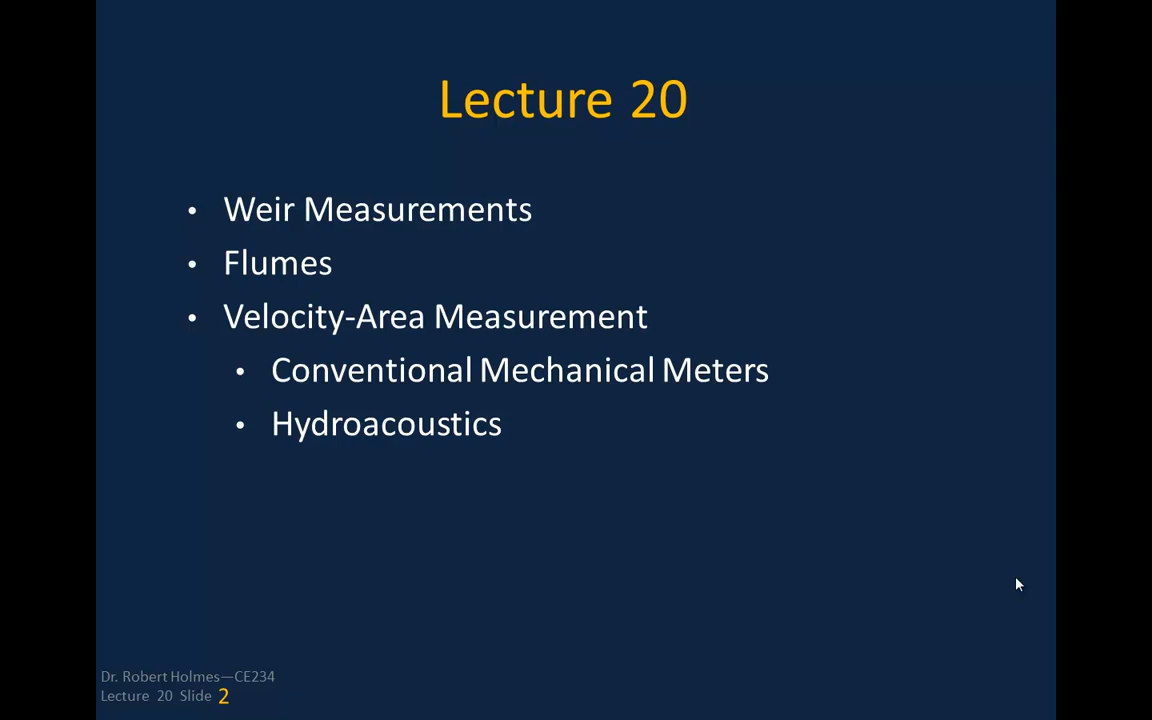 Lecture 20
• Weir Measurements
• Flumes
• Velocity-Area Measurement
• Conventional Mechanical Meters
• Hydroacoustics
Dr. Robert Holmes—CE234
Lecture 20 Slide 2